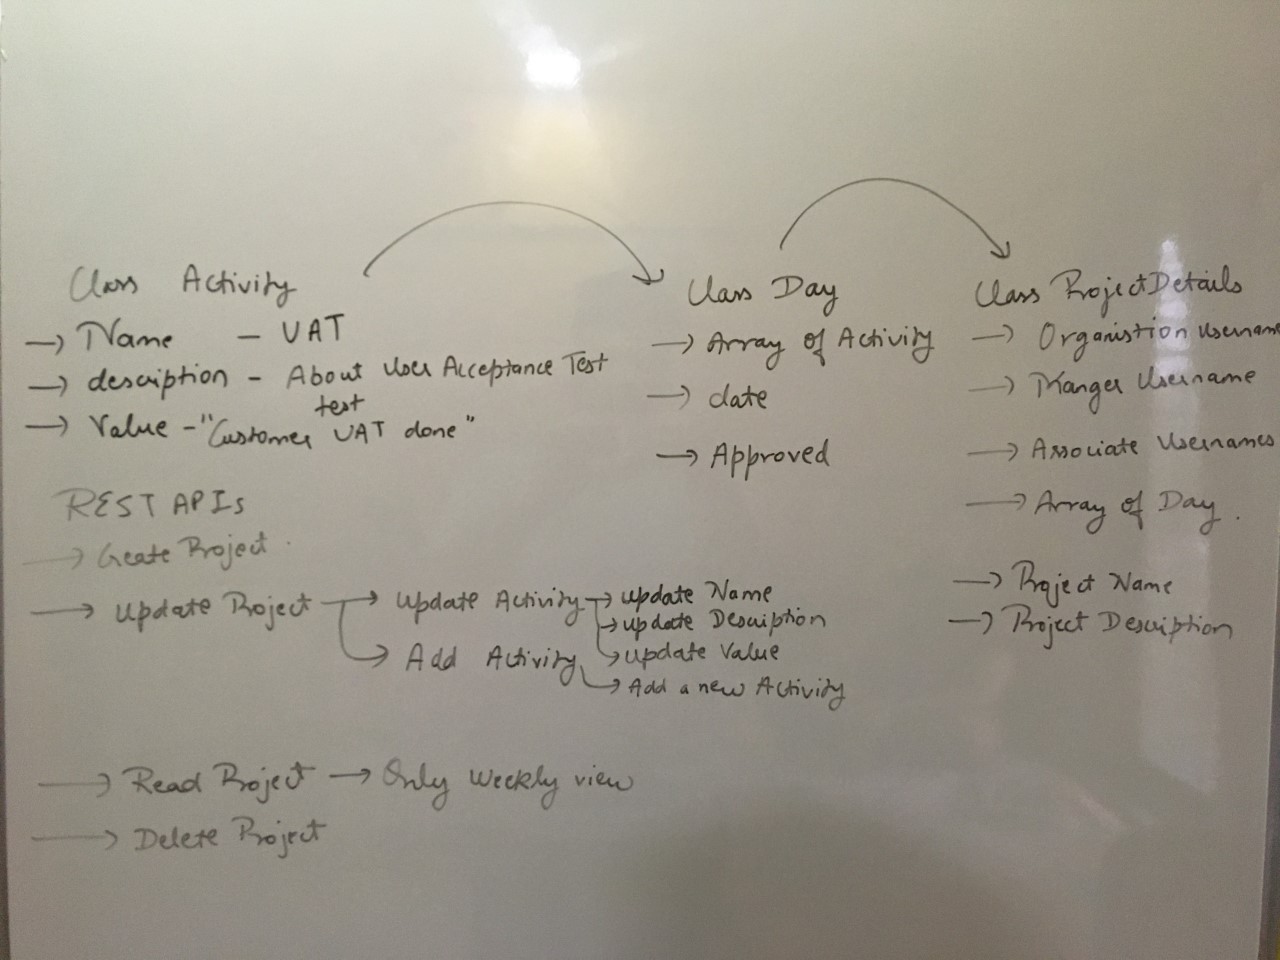 Class Activity
→ Name - UAT
→ description - About User Acceptance Test
test
→ Value - "Customer UAT done"
Class Day
→ Array of Activity
→ date
→ Approved
Class ProjectDetails
→ Organistion Username
→ Manger Username
→ Associate Usernames
→ Array of Day.
→ Project Name
→ Project Description
REST APIs
→ Create Project.
→ Update Project → Update Activity → update Name
→ update Description
→ update Value
→ Add Activity → Add a new Activity
→ Read Project → Only Weekly view
→ Delete Project